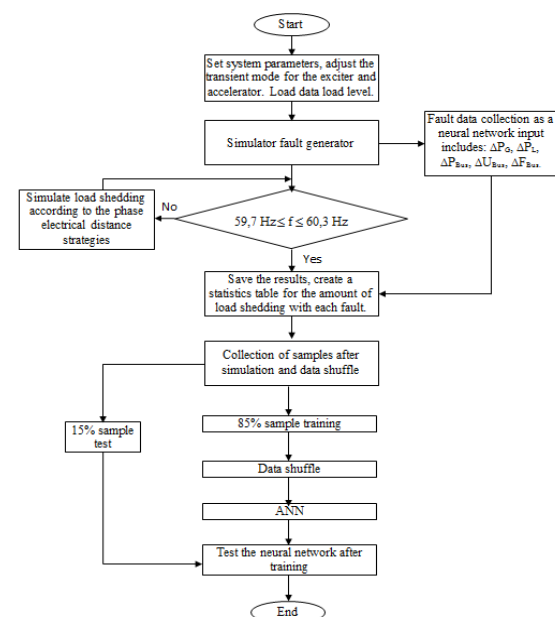 Start
Set system parameters, adjust the
transient mode for the exciter and
accelerator. Load data load level.
Simulator fault generator
Fault data collection as a
neural network input
includes: ΔP_G, ΔP_L,
ΔP_Bus, ΔU_Bus, ΔF_Bus.
Simulate load shedding
according to the phase
electrical distance
strategies
No
59,7 Hz ≤ f ≤ 60,3 Hz
Yes
Save the results, create a
statistics table for the amount of
load shedding with each fault.
Collection of samples after
simulation and data shuffle
15% sample
test
85% sample training
Data shuffle
ANN
Test the neural network after
training
End